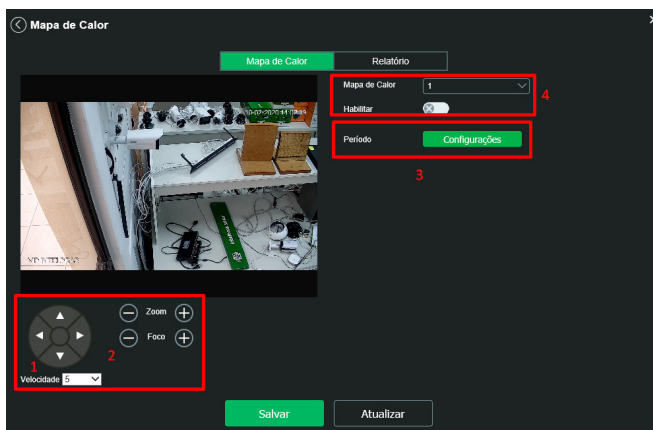 Mapa de Calor
Mapa de Calor Relatório
Mapa de Calor 1
4
Habilitar
Período Configurações
3
Zoom
Foco
1 2
Velocidade 5
Salvar Atualizar